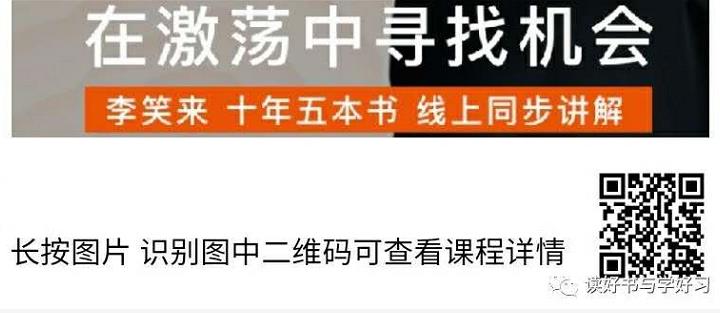 在激荡中寻找机会
李笑来 十年五本书 线上同步讲解
长按图片 识别图中二维码可查看课程详情
读好书与学好习